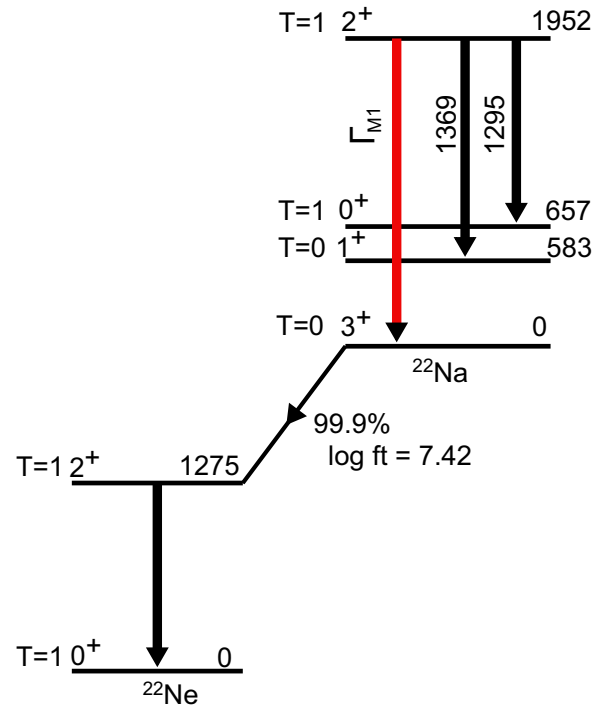 T=1 2+ 1952
ΓM1
1369
1295
T=1 0+ 657
T=0 1+ 583
T=0 3+ 0
22Na
99.9%
log ft = 7.42
T=1 2+ 1275
T=1 0+ 0
22Ne